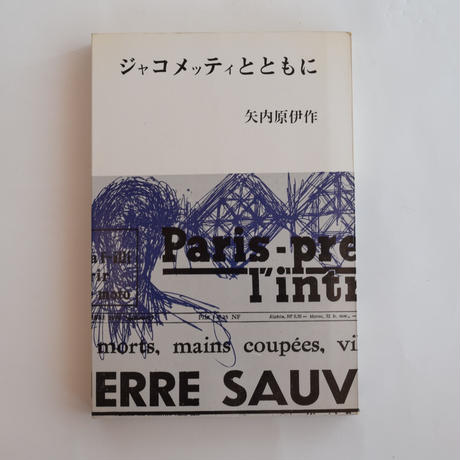 ジャコメッティとともに
矢内原伊作
Paris-pre
l'intr
morts, mains coupées, vi
ERRE SAUV